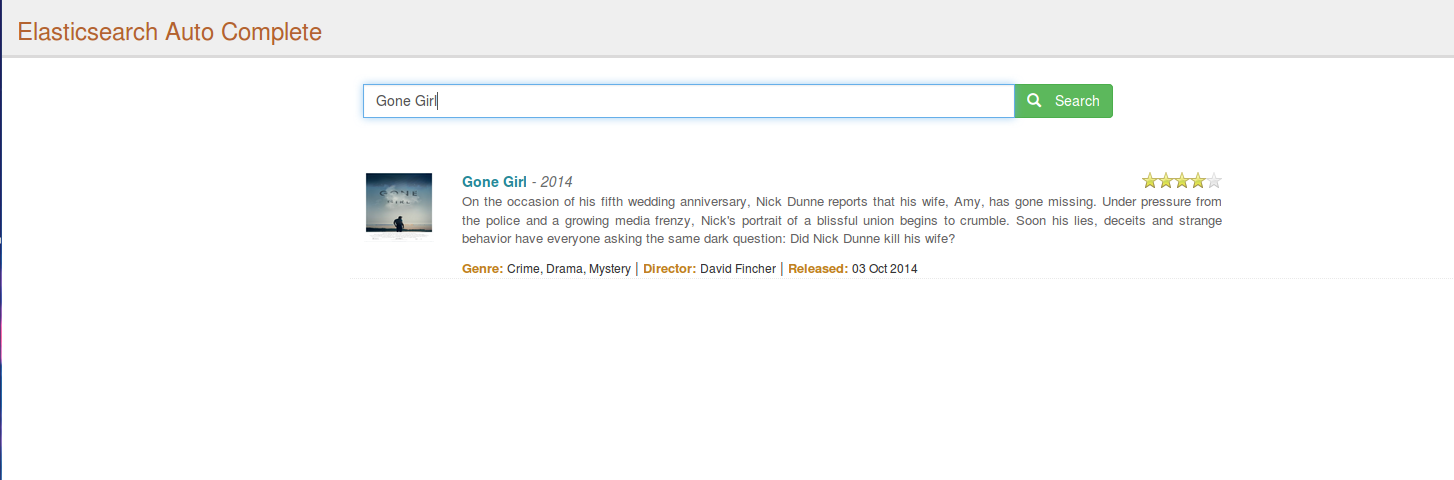 Elasticsearch Auto Complete
Gone Girl
Search
GONE
GIRL
Gone Girl - 2014
On the occasion of his fifth wedding anniversary, Nick Dunne reports that his wife, Amy, has gone missing. Under pressure from
the police and a growing media frenzy, Nick's portrait of a blissful union begins to crumble. Soon his lies, deceits and strange
behavior have everyone asking the same dark question: Did Nick Dunne kill his wife?
Genre: Crime, Drama, Mystery | Director: David Fincher | Released: 03 Oct 2014